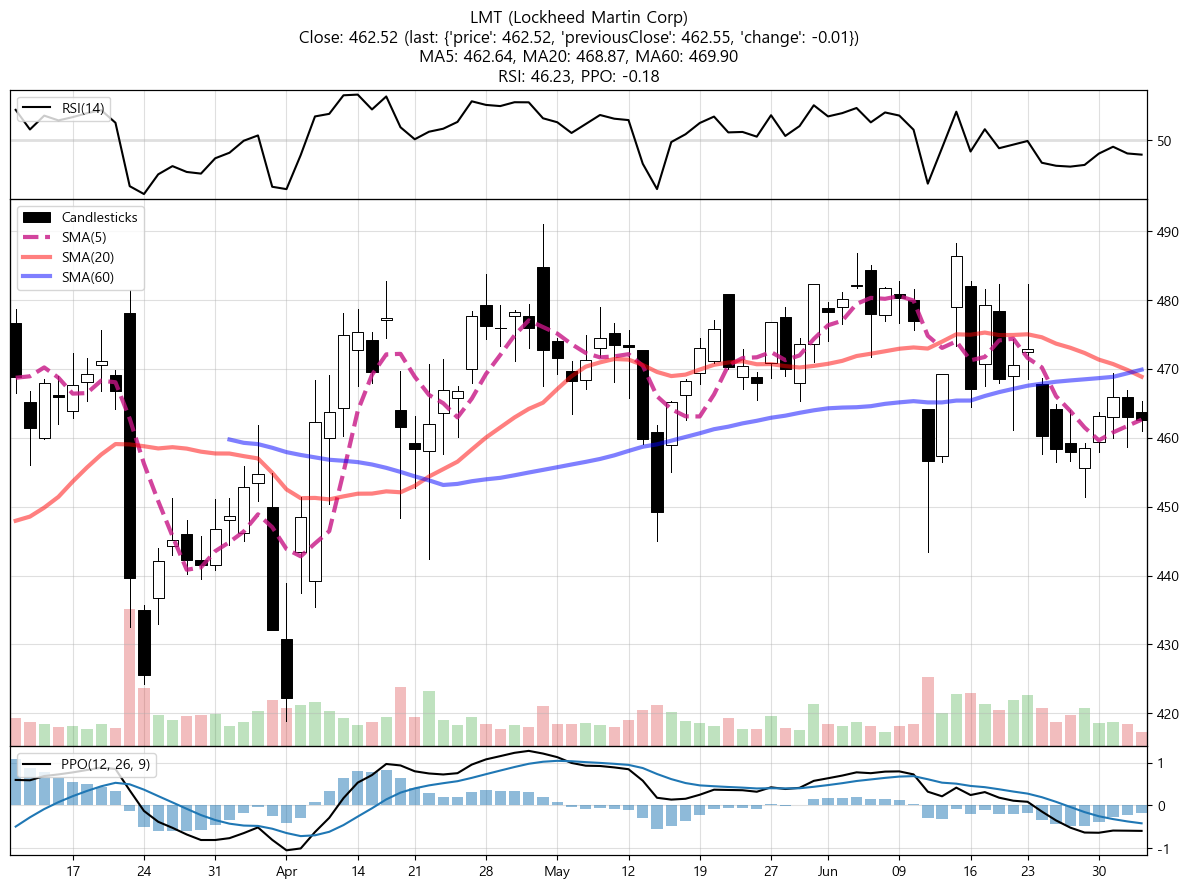 LMT (Lockheed Martin Corp)
Close: 462.52 (last: {'price': 462.52, 'previousClose': 462.55, 'change': -0.01})
MA5: 462.64, MA20: 468.87, MA60: 469.90
RSI: 46.23, PPO: -0.18
RSI(14)
50
Candlesticks
SMA(5)
SMA(20)
SMA(60)
490
480
470
460
450
440
430
420
PPO(12, 26, 9)
1
0
-1
17 24 31 Apr 14 21 28 May 12 19 27 Jun 09 16 23 30